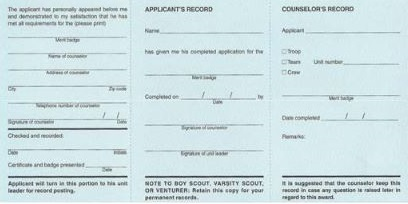 The applicant has personally appeared before me
and demonstrated to my satisfaction that he has
met all requirements for the (please print)
Merit badge
Name of counselor
Address of counselor
City Zip code
Telephone number of counselor
/ /
Signature of counselor Date
Checked and recorded:
Date Initials
Certificate and badge presented
Date
Applicant will turn in this portion to his unit
leader for record posting.
APPLICANT'S RECORD
Name
has given me his completed application for the
Merit badge
Completed on / / by
Date
Signature of counselor
Signature of unit leader
NOTE TO BOY SCOUT, VARSITY SCOUT,
OR VENTURER: Retain this copy for your
permanent records.
COUNSELOR'S RECORD
Applicant
Troop
Team Unit number
Crew
Merit badge
Date completed / /
Remarks:
It is suggested that the counselor keep this
record in case any question is raised later in
regard to this award.